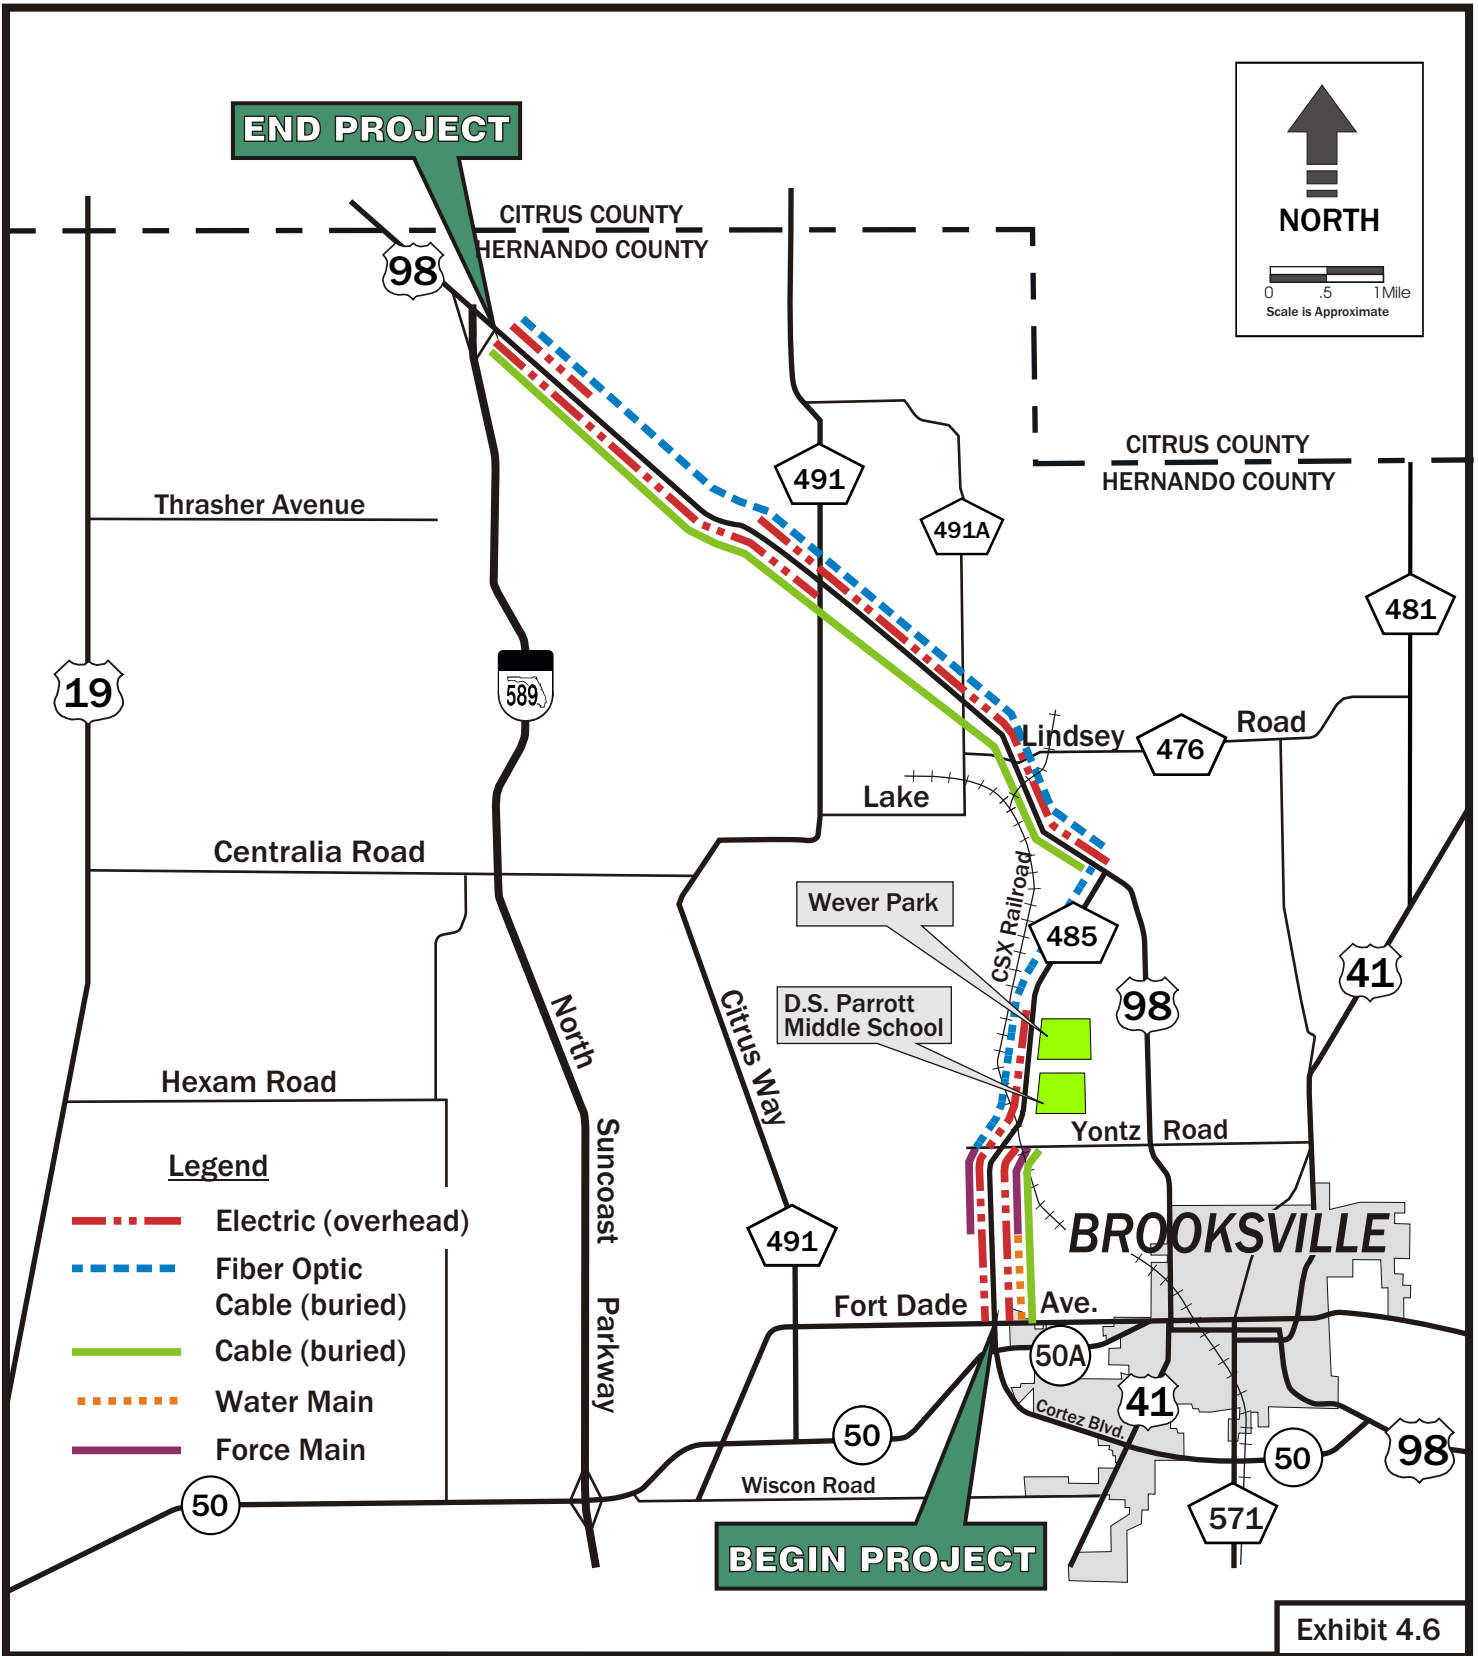 END PROJECT
NORTH
0 .5 1 Mile
Scale is Approximate
CITRUS COUNTY
HERNANDO COUNTY
98
CITRUS COUNTY
HERNANDO COUNTY
491
491A
Thrasher Avenue
481
19
589
Lindsey
476
Road
Lake
Centralia Road
CSX Railroad
Wever Park
485
41
98
D.S. Parrott
Middle School
North
Citrus Way
Hexam Road
Yontz Road
Suncoast
Legend
Electric (overhead)
Fiber Optic
Cable (buried)
Cable (buried)
Water Main
Force Main
491
BROOKSVILLE
Parkway
Fort Dade Ave.
50A
41
Cortez Blvd.
50
50
98
Wiscon Road
50
571
BEGIN PROJECT
Exhibit 4.6